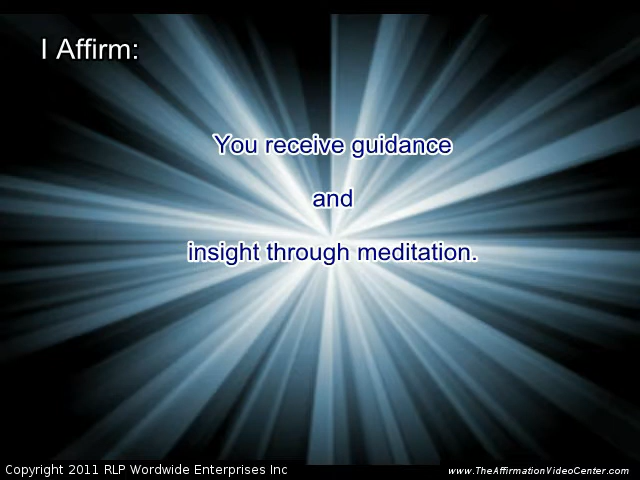 I Affirm:
You receive guidance
and
insight through meditation.
Copyright 2011 RLP Wordwide Enterprises Inc
www.TheAffirmationVideoCenter.com